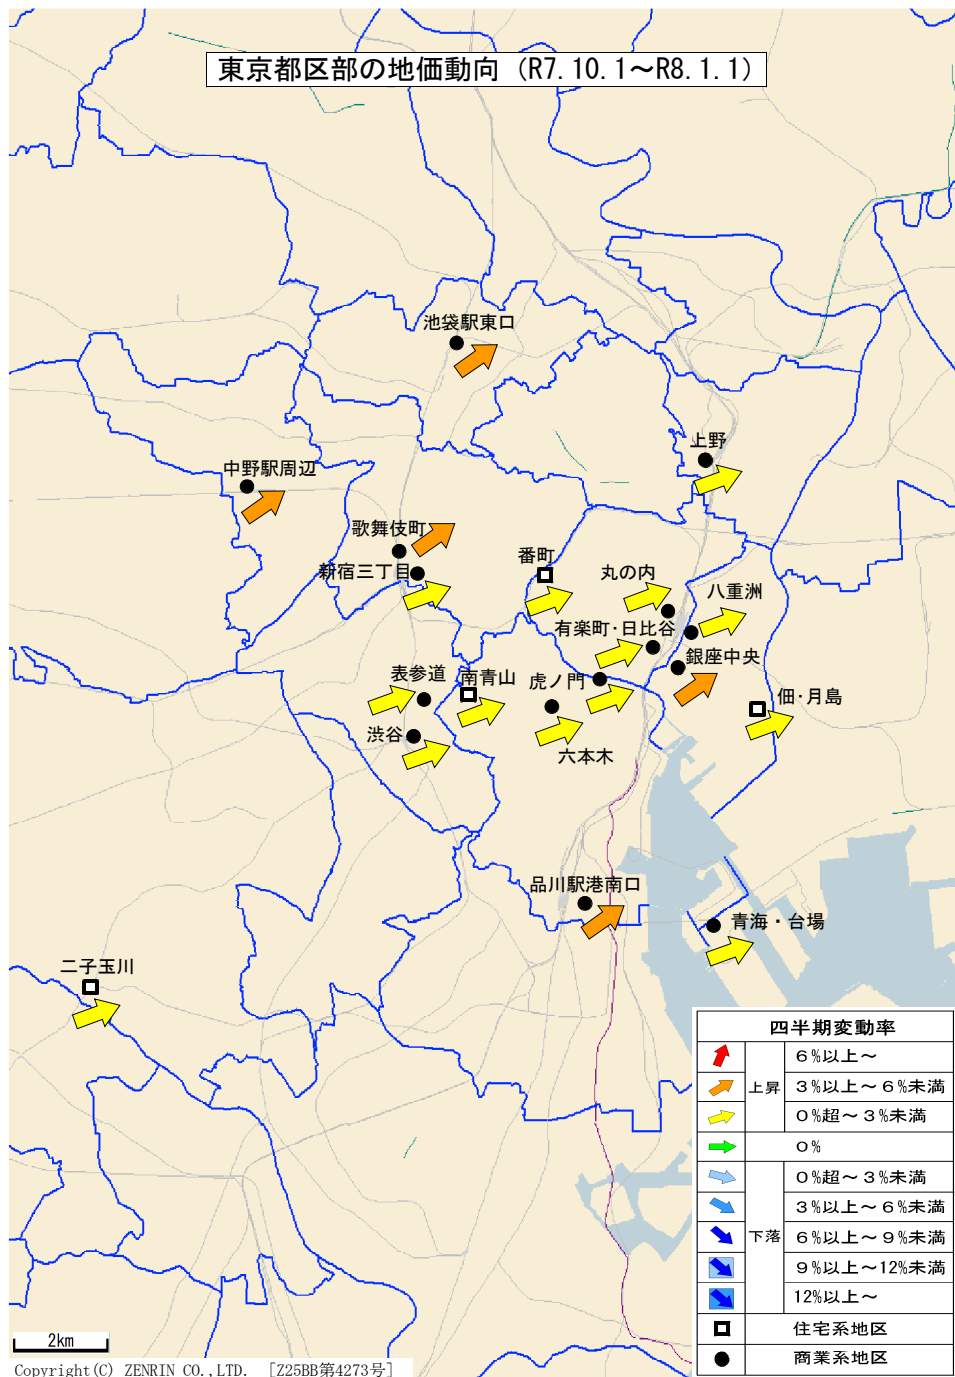 東京都区部の地価動向（R7.10.1～R8.1.1）
池袋駅東口
上野
中野駅周辺
歌舞伎町
新宿三丁目
番町
丸の内
八重洲
有楽町・日比谷
銀座中央
表参道
南青山
虎ノ門
佃・月島
渋谷
六本木
品川駅港南口
青海・台場
二子玉川
四半期変動率
上昇
6%以上～
3%以上～6%未満
0%超～3%未満
0%
下落
0%超～3%未満
3%以上～6%未満
6%以上～9%未満
9%以上～12%未満
12%以上～
住宅系地区
商業系地区
2km
Copyright(C) ZENRIN CO.,LTD. [Z25BB第4273号]